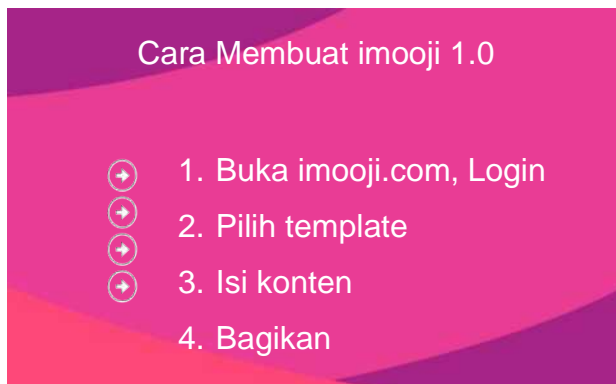 Cara Membuat imooji 1.0
1. Buka imooji.com, Login
2. Pilih template
3. Isi konten
4. Bagikan